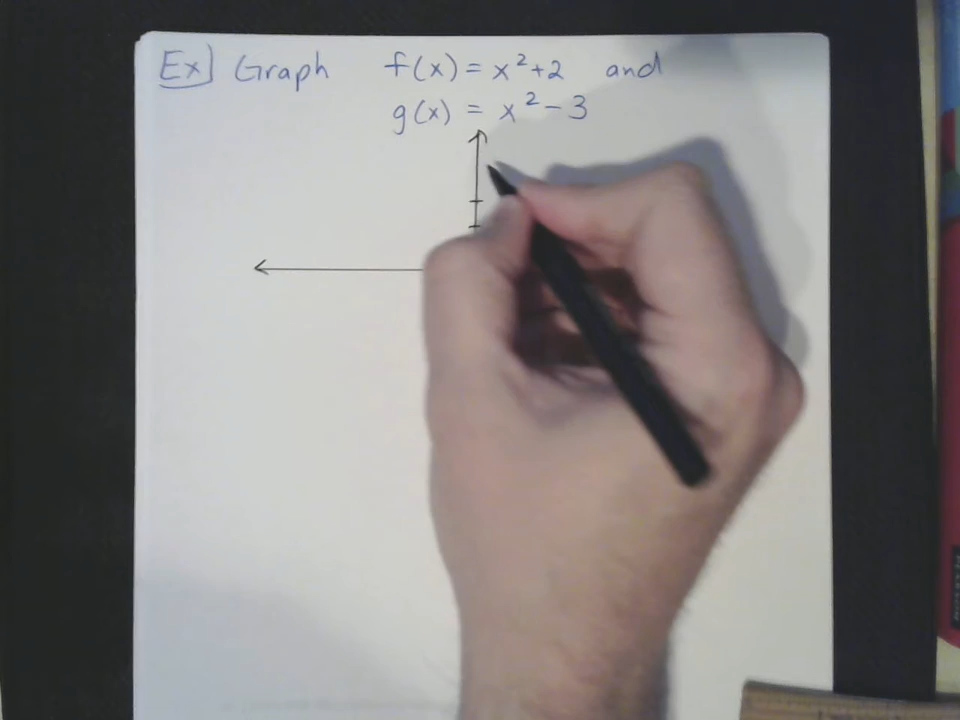 Ex Graph f(x) = x²+2 and
g(x) = x² - 3